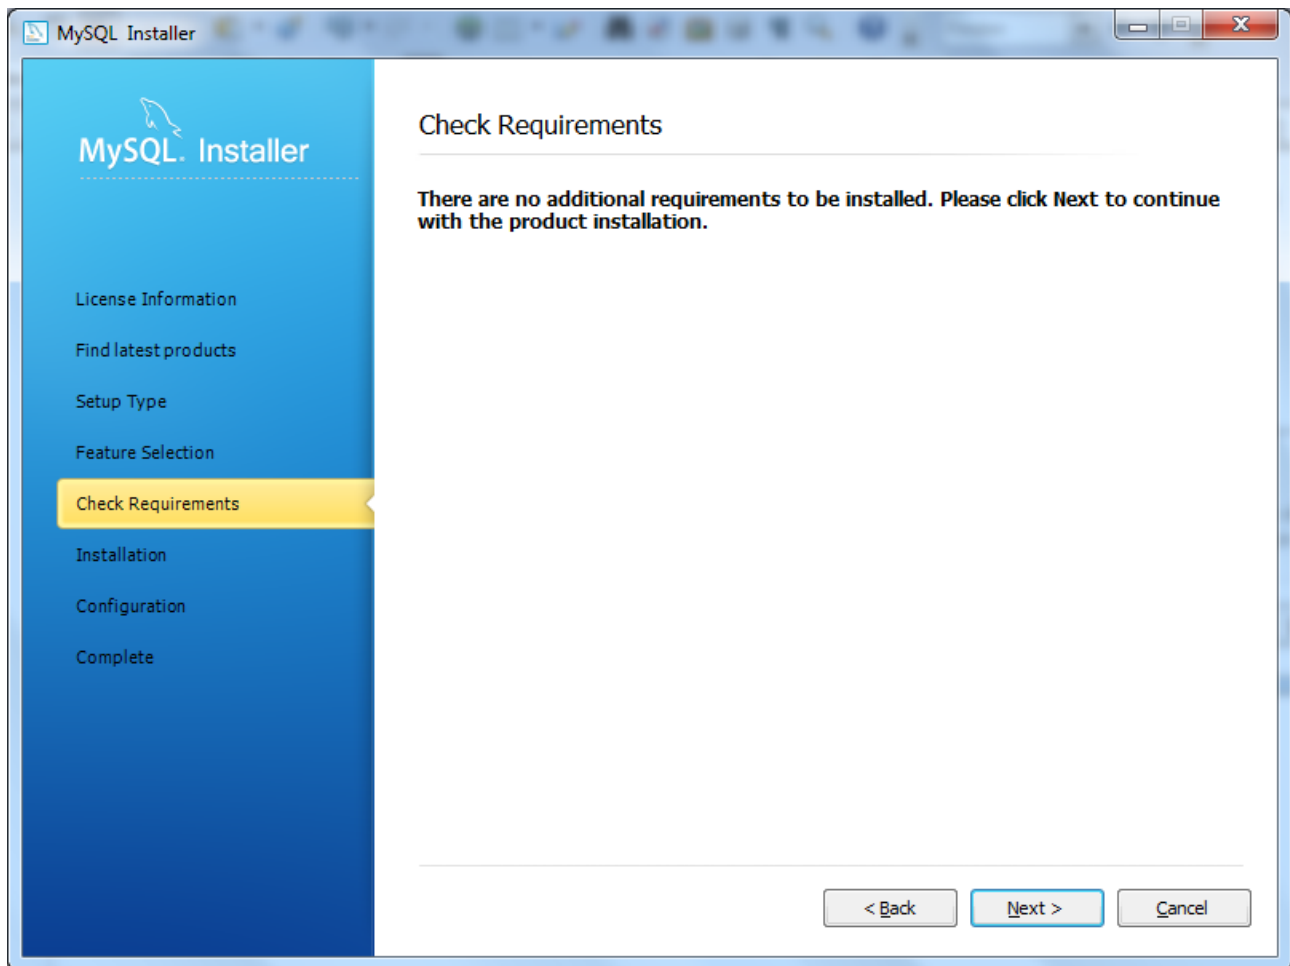 MySQL Installer
MySQL. Installer
Check Requirements
There are no additional requirements to be installed. Please click Next to continue
with the product installation.
License Information
Find latest products
Setup Type
Feature Selection
Check Requirements
Installation
Configuration
Complete
< Back
Next >
Cancel